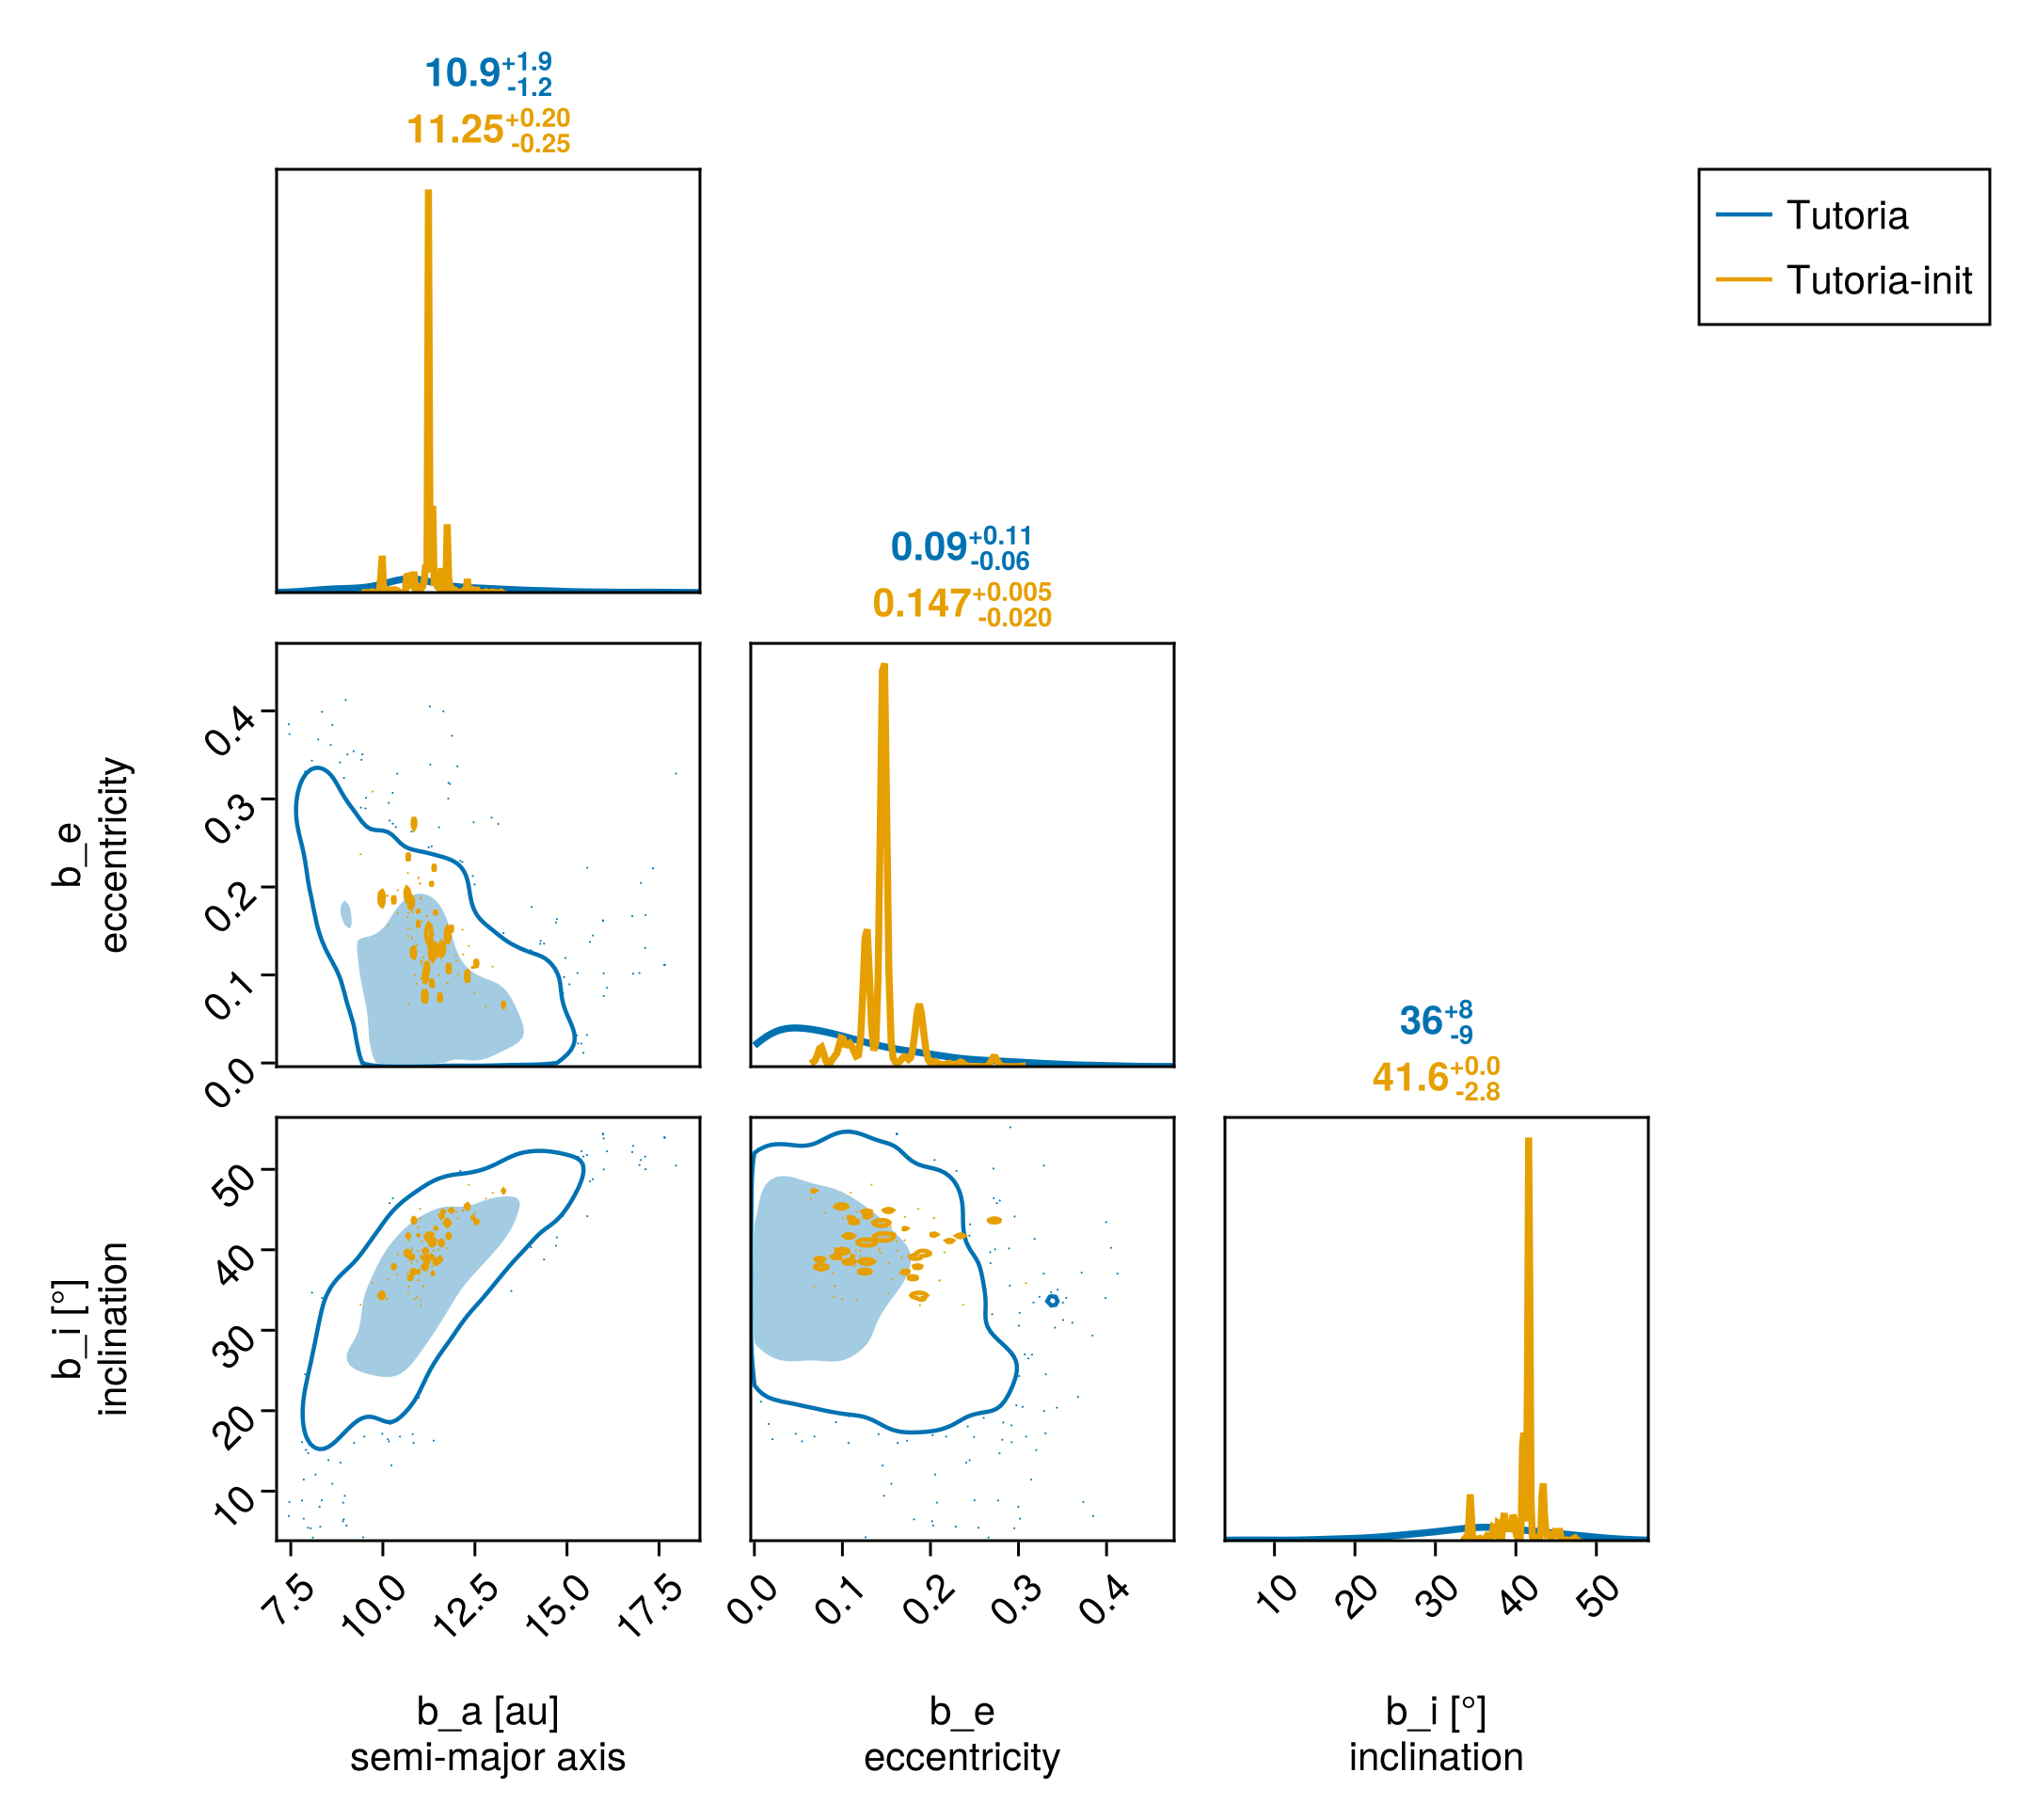 10.9+1.9-1.2
11.25+0.20-0.25
Tutoria
Tutoria-init
0.09+0.11-0.06
0.147+0.005-0.020
b_e
eccentricity
0.4
0.3
0.2
0.1
0.0
36+8-9
41.6+0.0-2.8
b_i [°]
inclination
50
40
30
20
10
7.5 10.0 12.5 15.0 17.5
0.0 0.1 0.2 0.3 0.4
10 20 30 40 50
b_a [au]
semi-major axis
b_e
eccentricity
b_i [°]
inclination